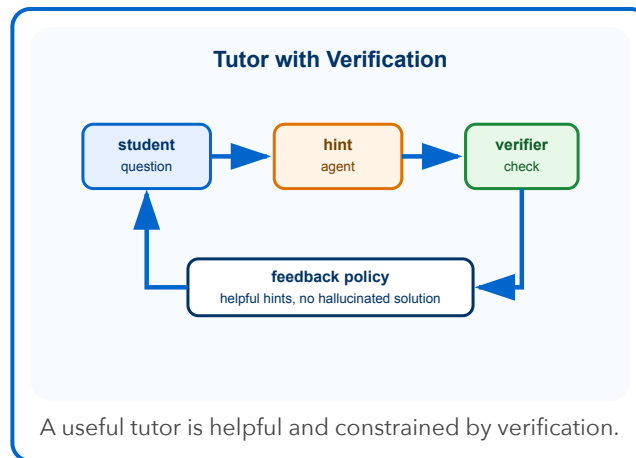 Tutor with Verification
student
question
hint
agent
verifier
check
feedback policy
helpful hints, no hallucinated solution
A useful tutor is helpful and constrained by verification.